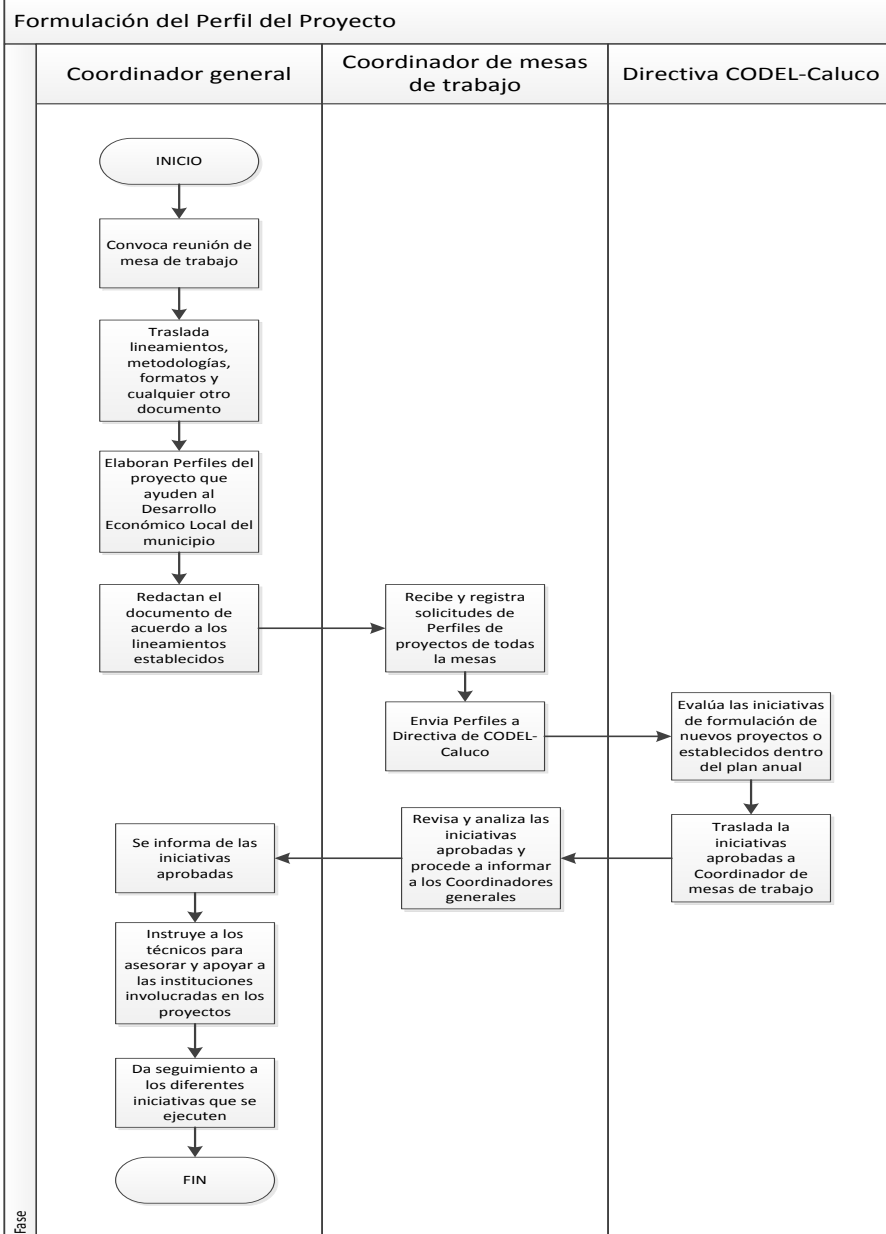 Formulación del Perfil del Proyecto
Coordinador general
Coordinador de mesas
de trabajo
Directiva CODEL-Caluco
INICIO
Convoca reunión de
mesa de trabajo
Traslada
lineamientos,
metodologías,
formatos y
cualquier otro
documento
Elaboran Perfiles del
proyecto que
ayuden al
Desarrollo
Económico Local del
municipio
Redactan el
documento de
acuerdo a los
lineamientos
establecidos
Recibe y registra
solicitudes de
Perfiles de
proyectos de todas
la mesas
Envia Perfiles a
Directiva de CODEL-
Caluco
Evalúa las iniciativas
de formulación de
nuevos proyectos o
establecidos dentro
del plan anual
Traslada la
iniciativas
aprobadas a
Coordinador de
mesas de trabajo
Revisa y analiza las
iniciativas
aprobadas y
procede a informar
a los Coordinadores
generales
Se informa de las
iniciativas
aprobadas
Instruye a los
técnicos para
asesorar y apoyar a
las instituciones
involucradas en los
proyectos
Da seguimiento a
los diferentes
iniciativas que se
ejecuten
FIN
Fase